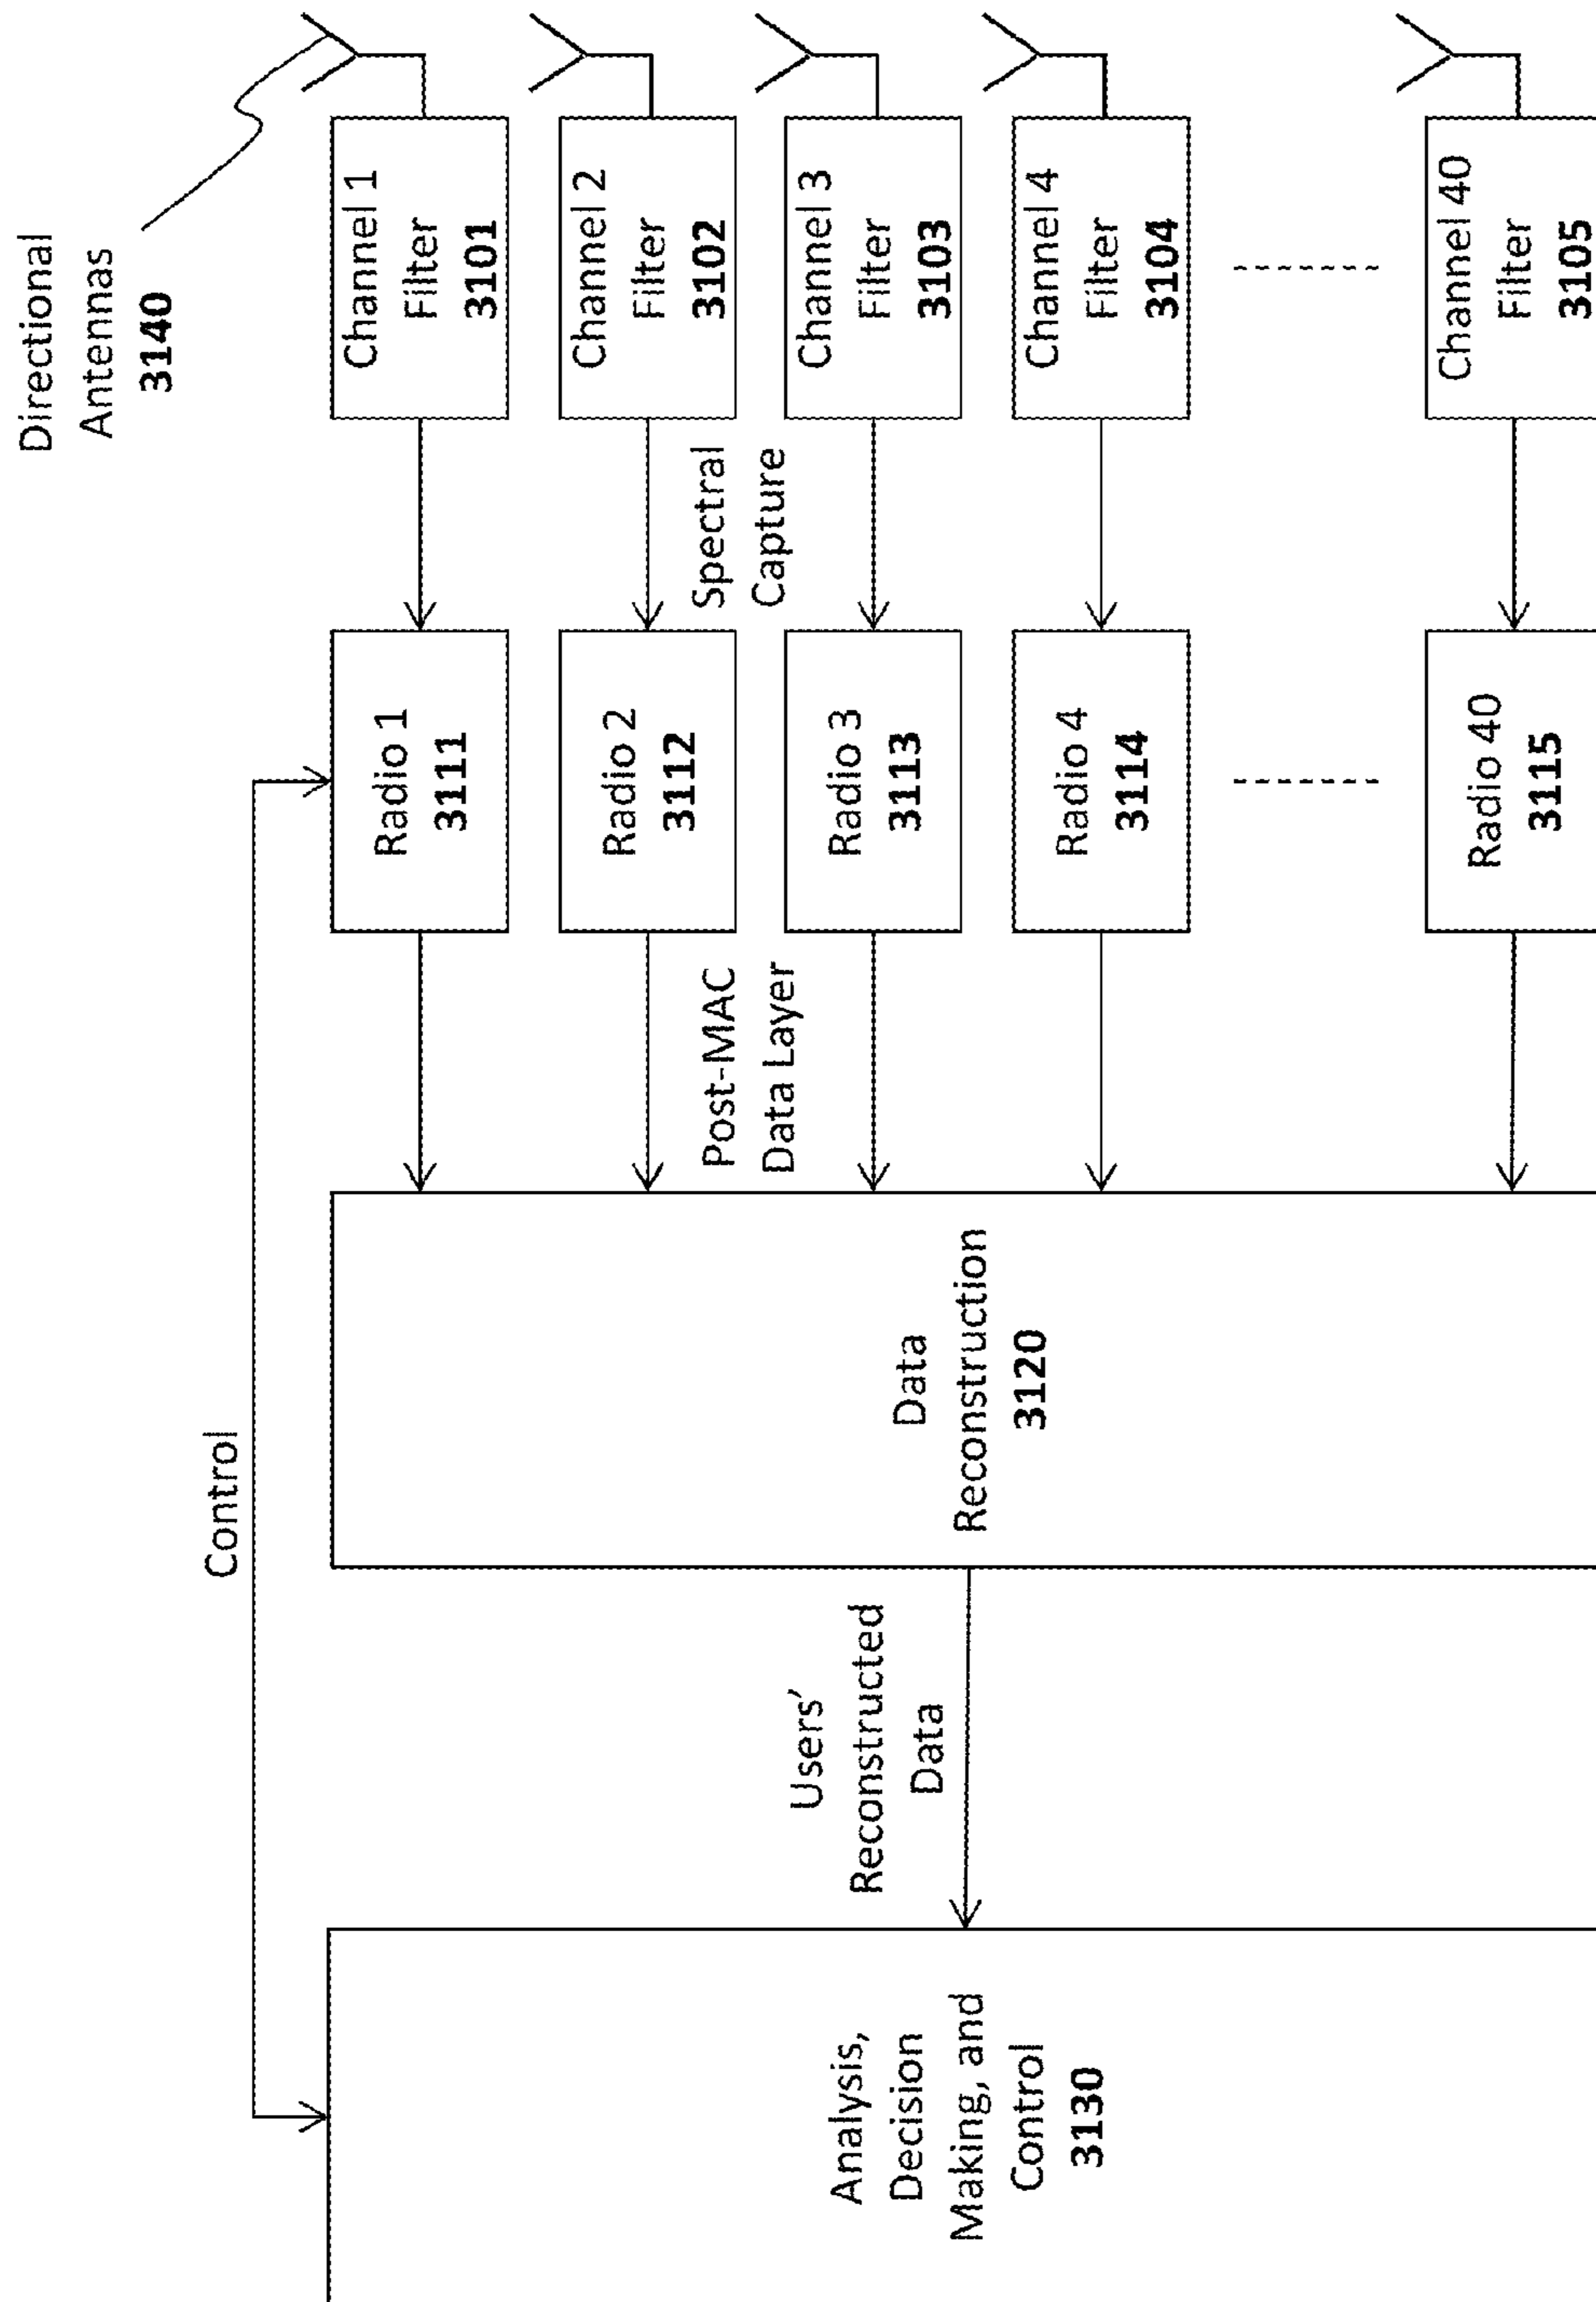 Directional
Antennas
3140
Channel 1
Filter
3101
Channel 2
Filter
3102
Channel 3
Filter
3103
Channel 4
Filter
3104
Channel 40
Filter
3105
Spectral
Capture
Radio 1
3111
Radio 2
3112
Radio 3
3113
Radio 4
3114
Radio 40
3115
Post-MAC
Data Layer
Data
Reconstruction
3120
Control
Users’
Reconstructed
Data
Analysis,
Decision
Making, and
Control
3130